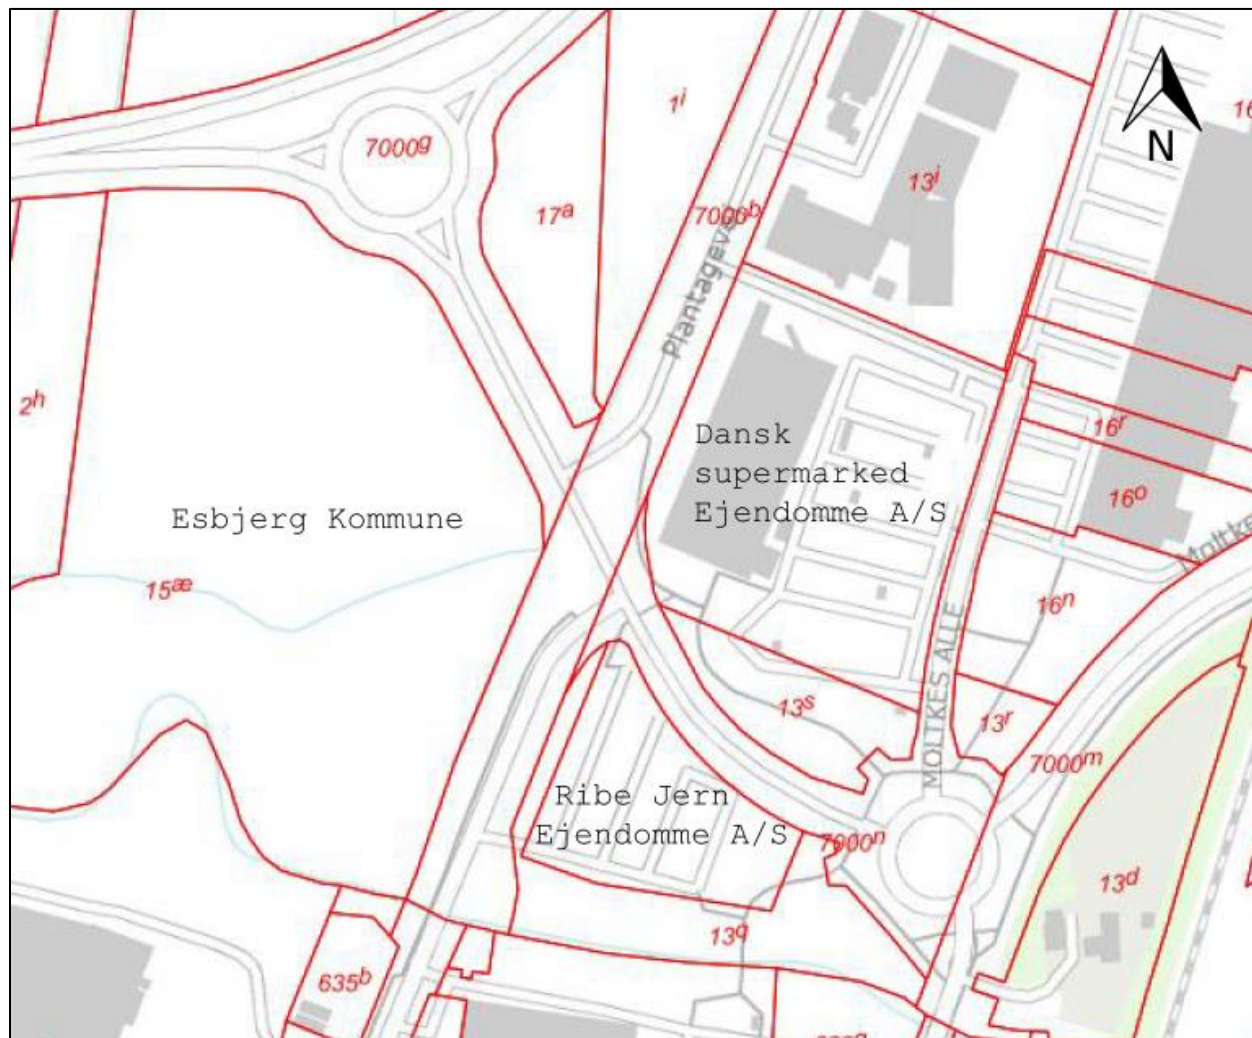 1i
7000g
17a
7000b
Plantagevej
13j
2h
Dansk
supermarked
Ejendomme A/S
16r
16o
Esbjerg Kommune
15æ
16n
MOLTKES ALLE
13s
13r
7000m
Ribe Jern
Ejendomme A/S
7000n
13d
13q
635b
N